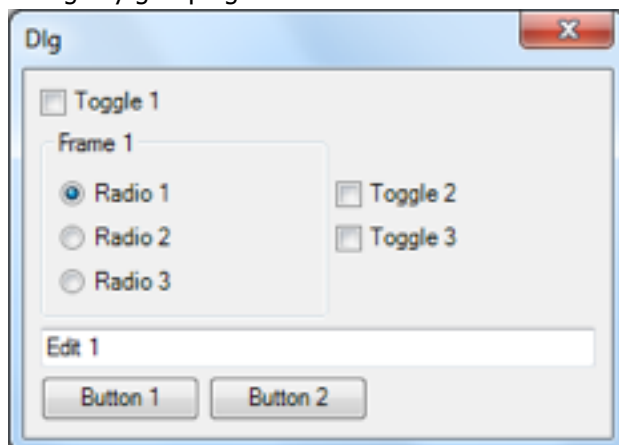 Dlg
Toggle 1
Frame 1
Radio 1
Toggle 2
Radio 2
Toggle 3
Radio 3
Edit 1
Button 1
Button 2